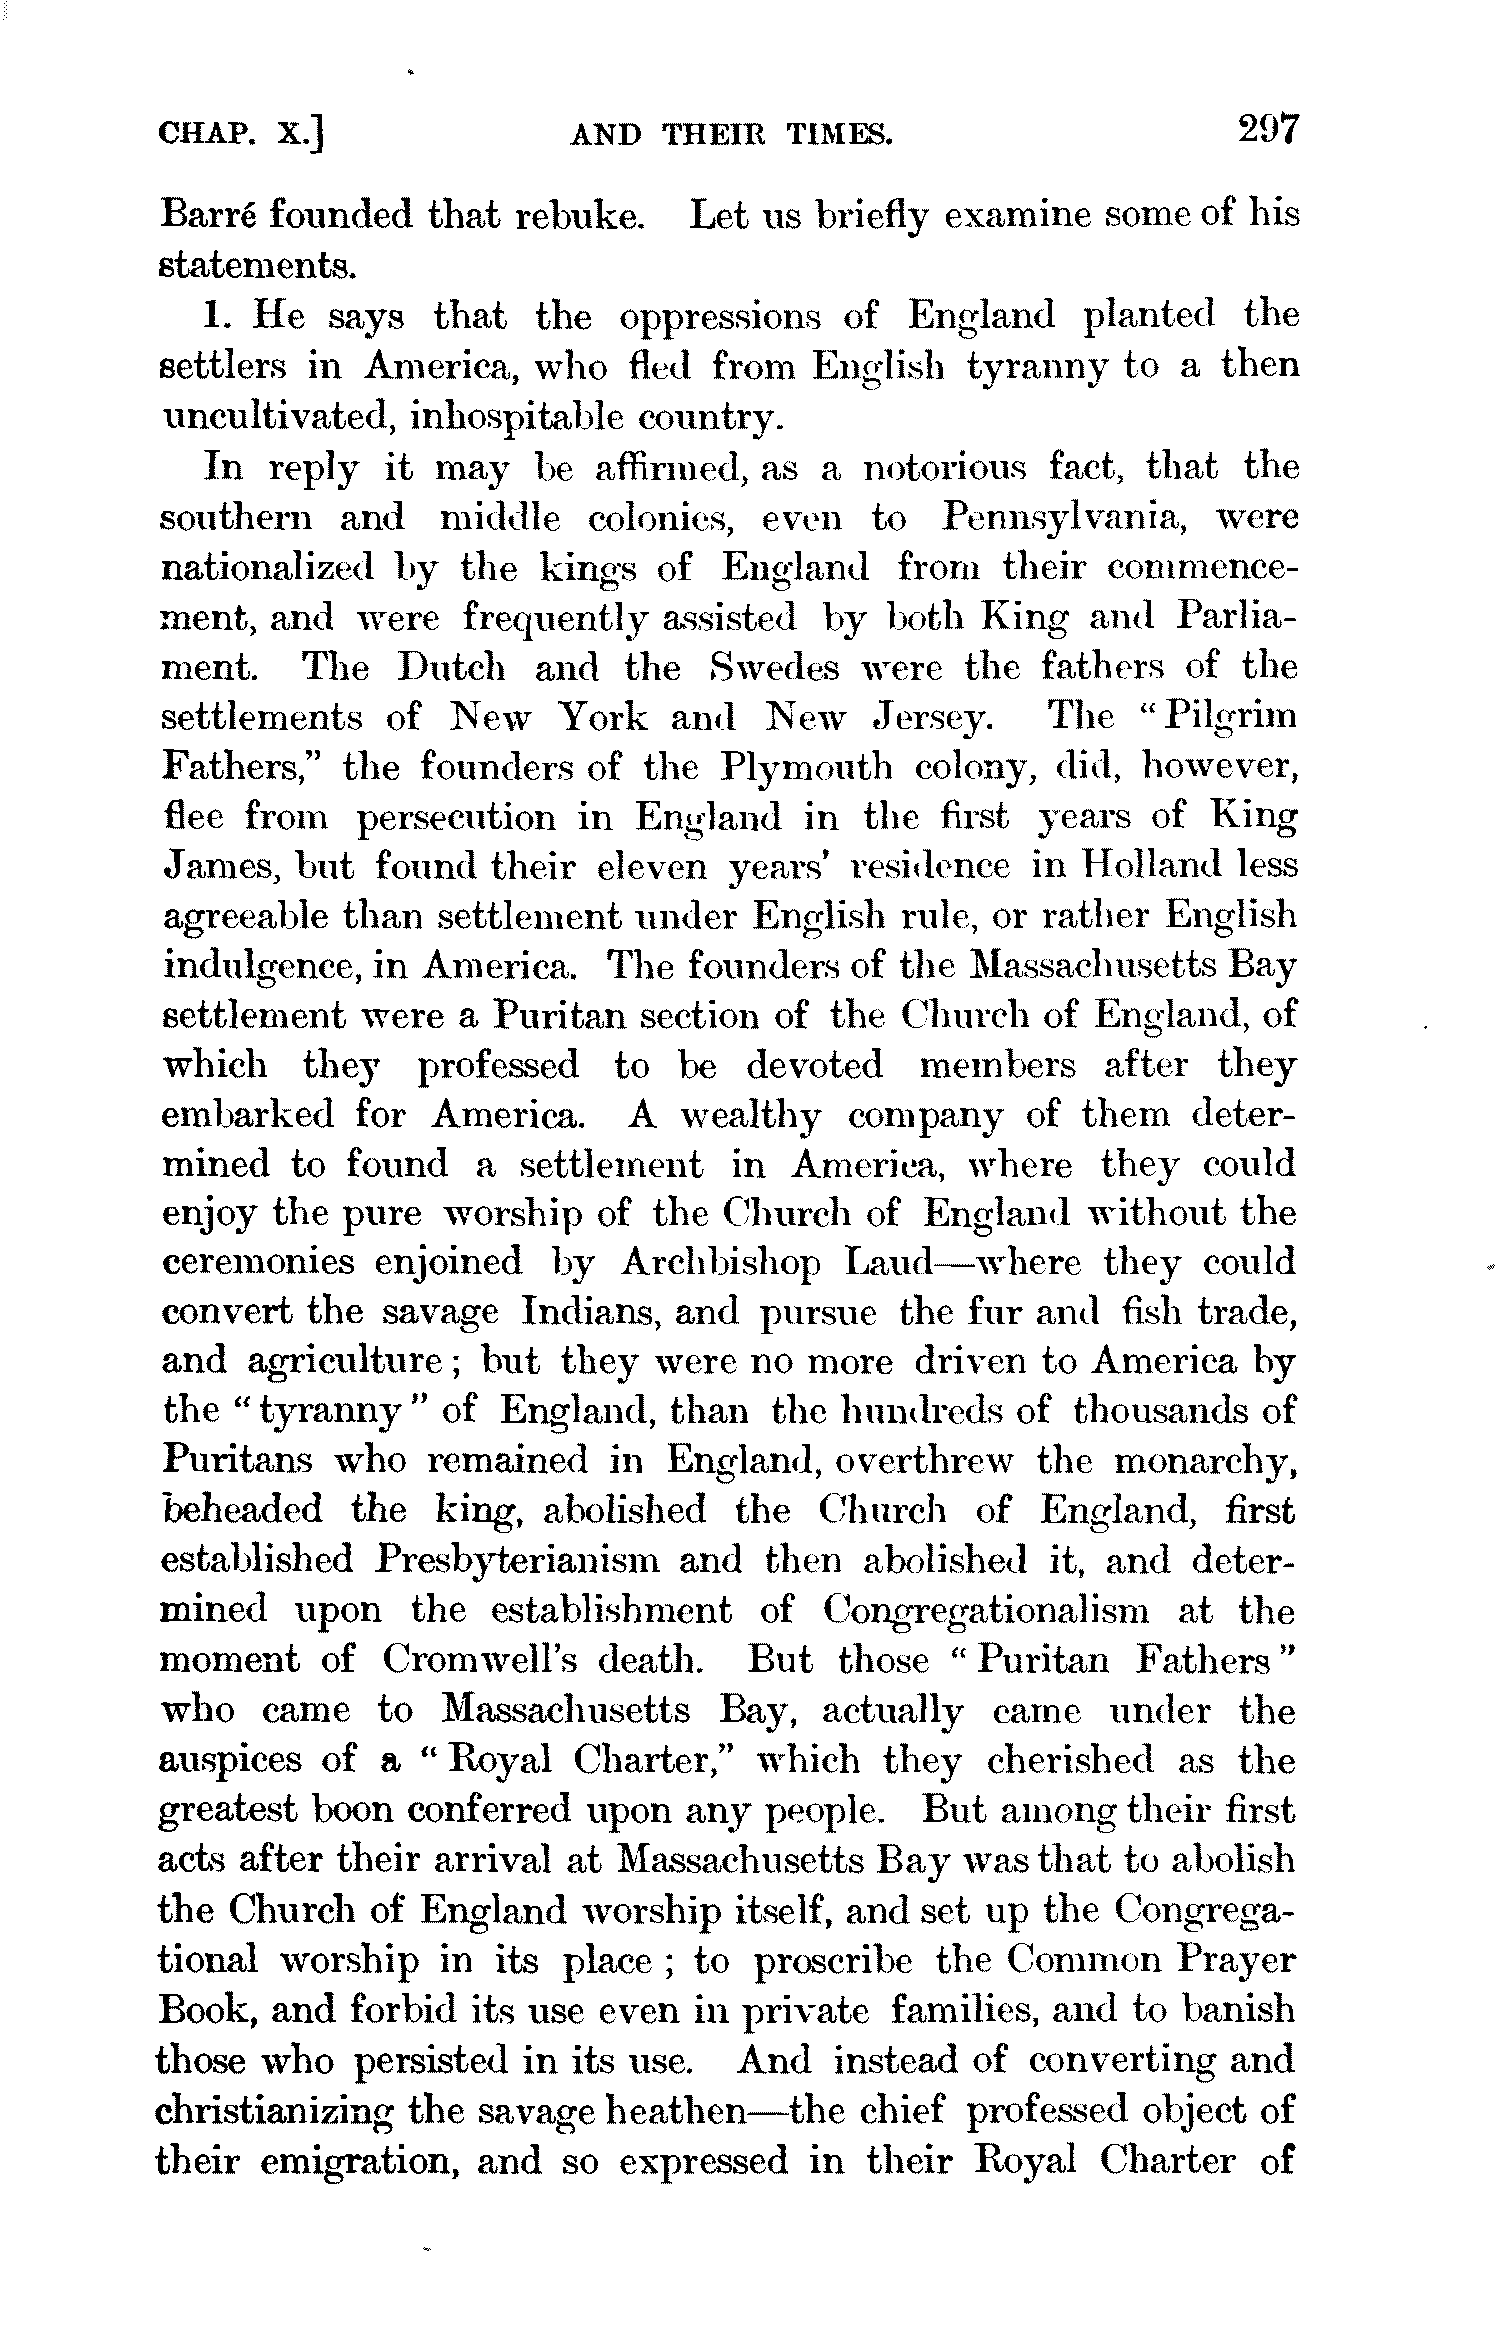 CHAP. X.] AND THEIR TIMES. 297
Barré founded that rebuke. Let us briefly examine some of his
statements.
1. He says that the oppressions of England planted the
settlers in America, who fled from English tyranny to a then
uncultivated, inhospitable country.
In reply it may be affirmed, as a notorious fact, that the
southern and middle colonies, even to Pennsylvania, were
nationalized by the kings of England from their commence-
ment, and were frequently assisted by both King and Parlia-
ment. The Dutch and the Swedes were the fathers of the
settlements of New York and New Jersey. The "Pilgrim
Fathers," the founders of the Plymouth colony, did, however,
flee from persecution in England in the first years of King
James, but found their eleven years' residence in Holland less
agreeable than settlement under English rule, or rather English
indulgence, in America. The founders of the Massachusetts Bay
settlement were a Puritan section of the Church of England, of
which they professed to be devoted members after they
embarked for America. A wealthy company of them deter-
mined to found a settlement in America, where they could
enjoy the pure worship of the Church of England without the
ceremonies enjoined by Archbishop Laud—where they could
convert the savage Indians, and pursue the fur and fish trade,
and agriculture; but they were no more driven to America by
the "tyranny" of England, than the hundreds of thousands of
Puritans who remained in England, overthrew the monarchy,
beheaded the king, abolished the Church of England, first
established Presbyterianism and then abolished it, and deter-
mined upon the establishment of Congregationalism at the
moment of Cromwell's death. But those "Puritan Fathers"
who came to Massachusetts Bay, actually came under the
auspices of a "Royal Charter," which they cherished as the
greatest boon conferred upon any people. But among their first
acts after their arrival at Massachusetts Bay was that to abolish
the Church of England worship itself, and set up the Congrega-
tional worship in its place; to proscribe the Common Prayer
Book, and forbid its use even in private families, and to banish
those who persisted in its use. And instead of converting and
christianizing the savage heathen—the chief professed object of
their emigration, and so expressed in their Royal Charter of